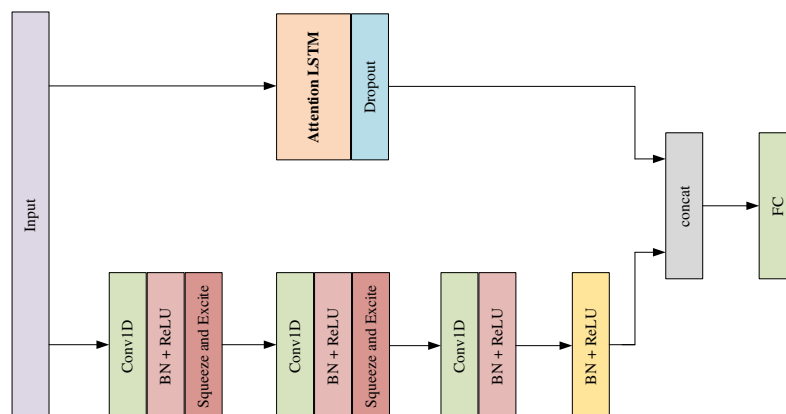 Input
Attention LSTM
Dropout
Conv1D
BN + ReLU
Squeeze and Excite
Conv1D
BN + ReLU
Squeeze and Excite
Conv1D
BN + ReLU
BN + ReLU
concat
FC